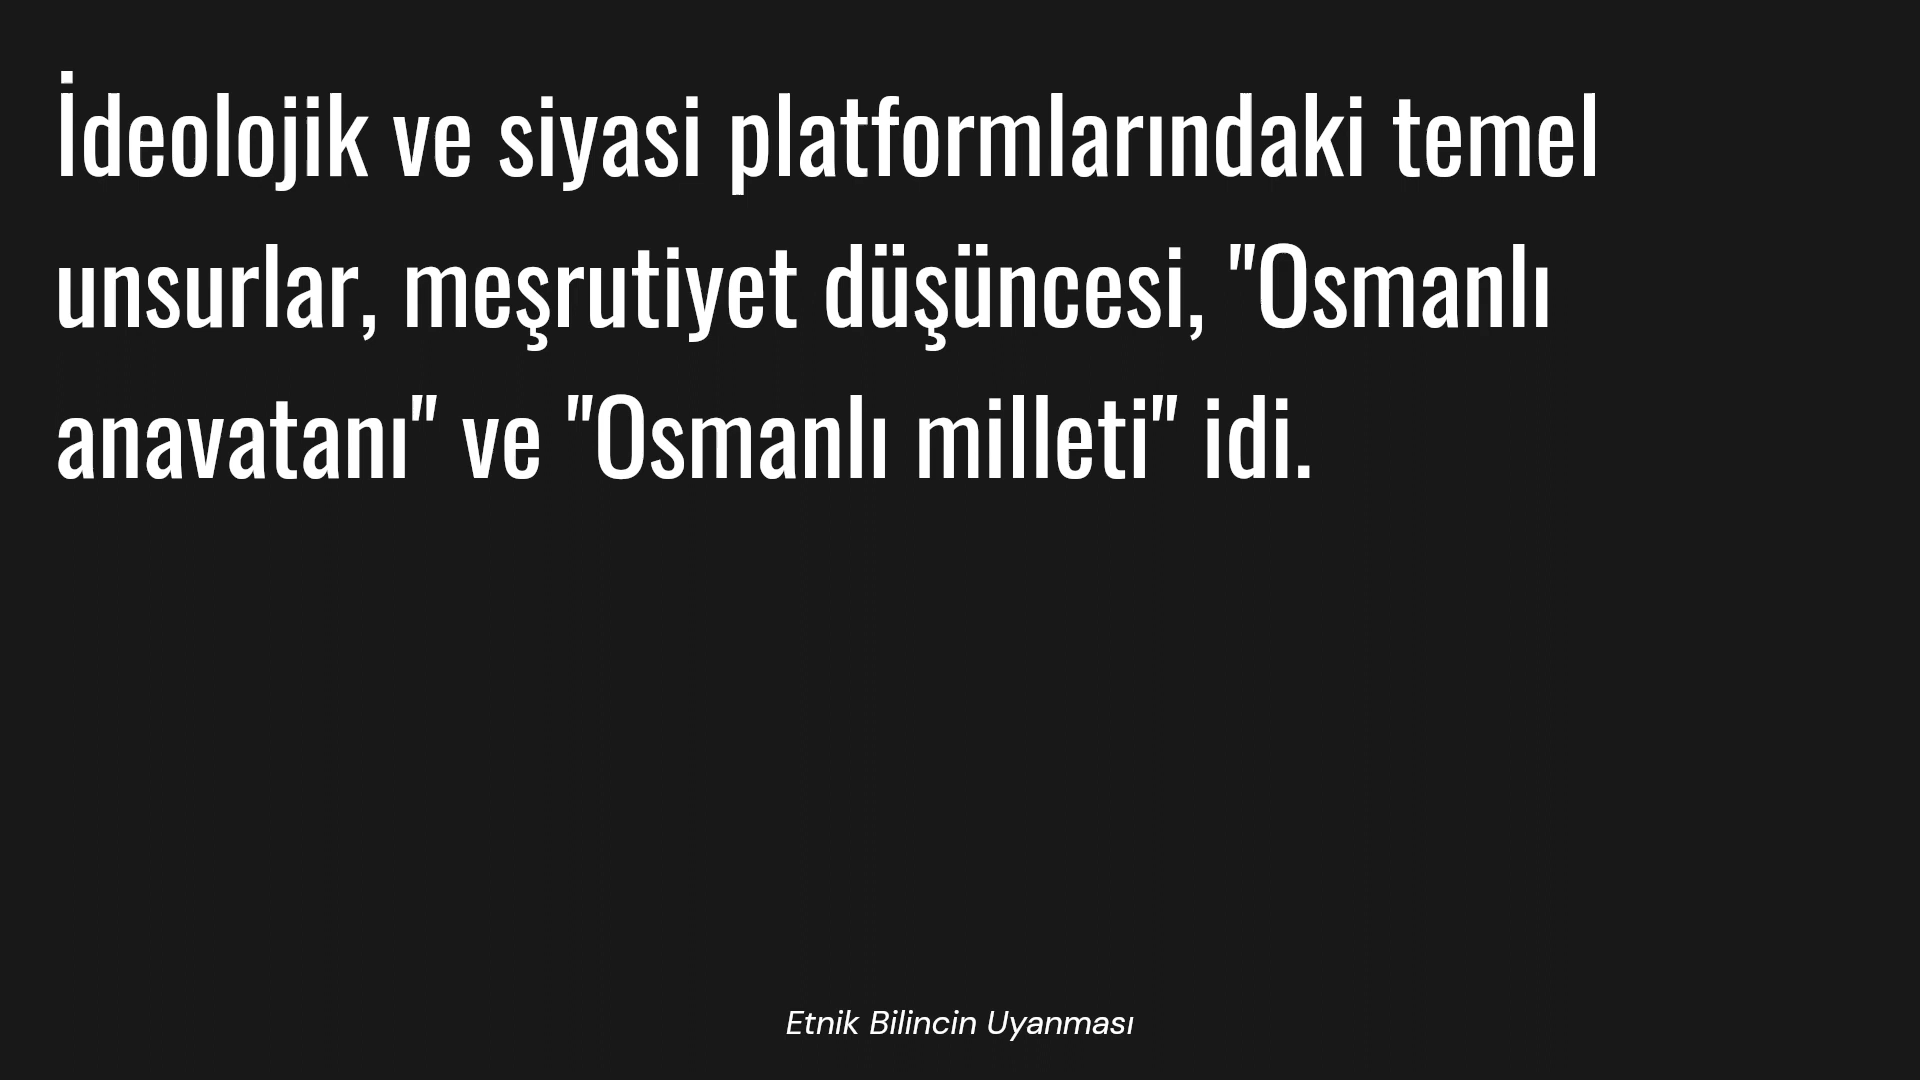 İdeolojik ve siyasi platformlarındaki temel
unsurlar, meşrutiyet düşüncesi, "Osmanlı
anavatanı" ve "Osmanlı milleti" idi.
Etnik Bilincin Uyanması